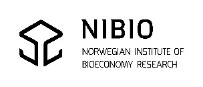 NIBIO
NORWEGIAN INSTITUTE OF
BIOECONOMY RESEARCH